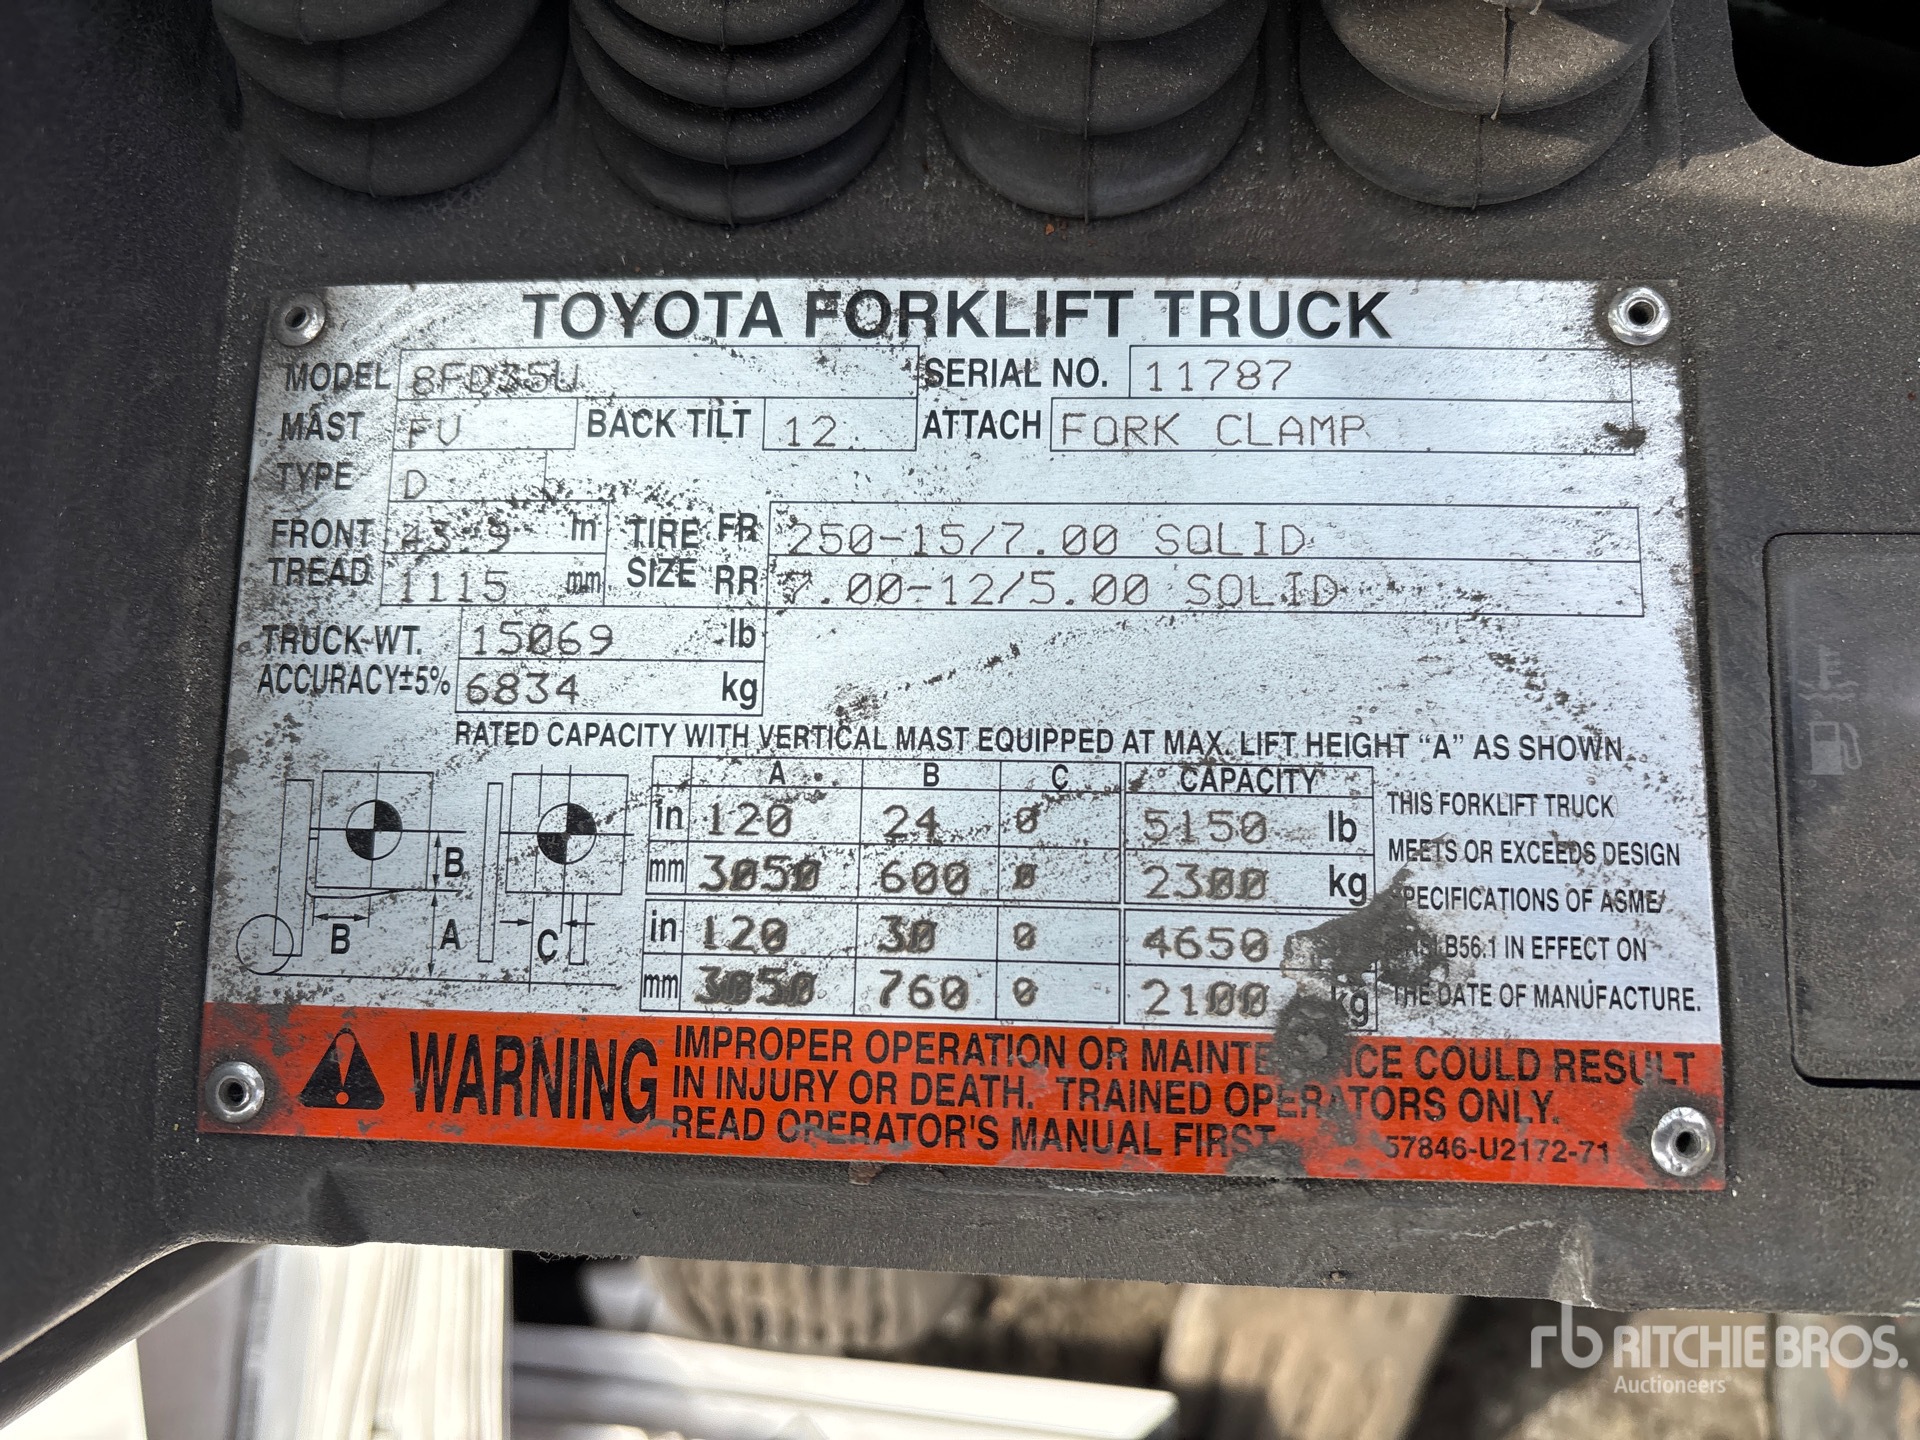 TOYOTA FORKLIFT TRUCK
MODEL 8FD35U SERIAL NO. 11787
MAST FV BACK TILT 12 ATTACH FORK CLAMP
TYPE D
FRONT TREAD 43.9 in TIRE SIZE FR 250-15/7.00 SOLID
1115 mm RR 7.00-12/5.00 SOLID
TRUCK WT. 15069 lb
ACCURACY±5% 6834 kg
RATED CAPACITY WITH VERTICAL MAST EQUIPPED AT MAX. LIFT HEIGHT "A" AS SHOWN.
A B C CAPACITY
in 120 24 0 5150 lb
mm 3050 600 0 2300 kg
in 120 30 0 4650
mm 3050 760 0 2100 kg
B B A C
THIS FORKLIFT TRUCK
MEETS OR EXCEEDS DESIGN
SPECIFICATIONS OF ASME/
ANSI B56.1 IN EFFECT ON
THE DATE OF MANUFACTURE.
WARNING
IMPROPER OPERATION OR MAINTENANCE COULD RESULT
IN INJURY OR DEATH. TRAINED OPERATORS ONLY.
READ OPERATOR'S MANUAL FIRST
57846-U2172-71
rb RITCHIE BROS.
Auctioneers